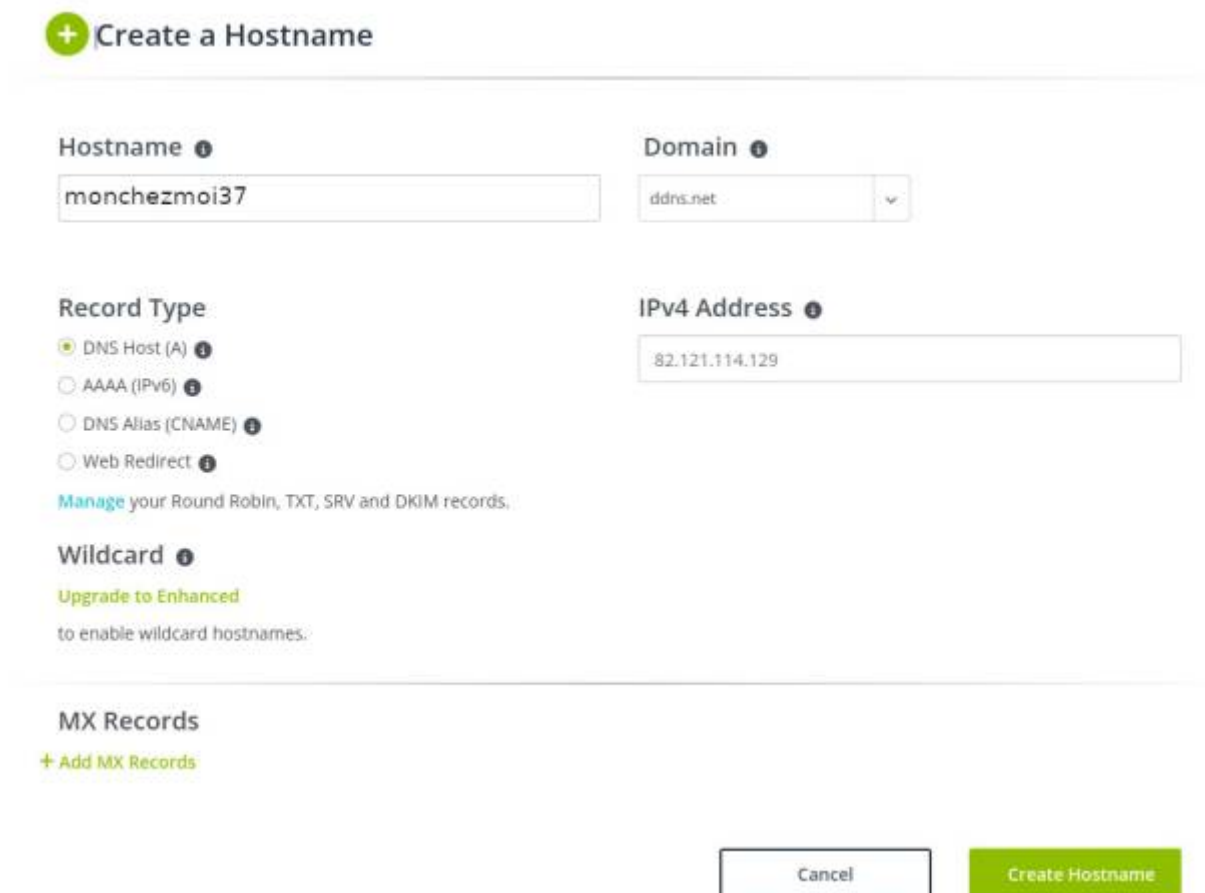 Create a Hostname
Hostname
Domain
monchezmoi37
ddns.net
Record Type
IPv4 Address
DNS Host (A)
82.121.114.129
AAAA (IPv6)
DNS Alias (CNAME)
Web Redirect
Manage your Round Robin, TXT, SRV and DKIM records.
Wildcard
Upgrade to Enhanced
to enable wildcard hostnames.
MX Records
+ Add MX Records
Cancel
Create Hostname